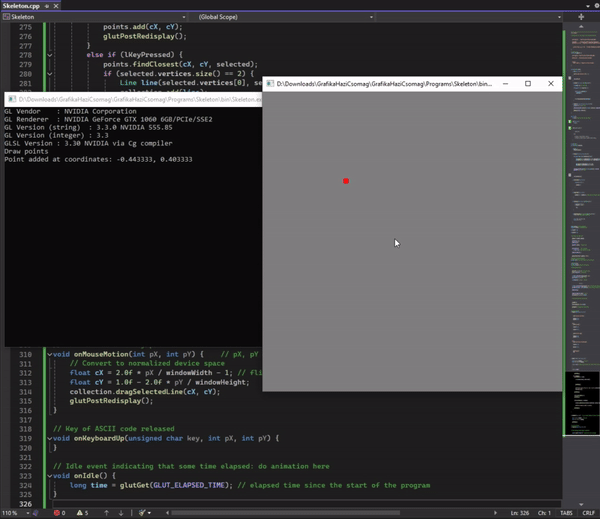 Skeleton.cpp
Skeleton
(Global Scope)
275 points.add(cX, cY);
276 glutPostRedisplay();
277 }
278 else if (lKeyPressed) {
279 points.findClosest(cX, cY, selected);
280 if (selected.vertices.size() == 2) {
281 Line line(selected.vertices[0], se
D:\Downloads\GrafikaHaziCsomag\GrafikaHaziCsomag\Programs\Skeleton\bin...
D:\Downloads\GrafikaHaziCsomag\GrafikaHaziCsomag\Programs\Skeleton\bin\Skeleton.e
GL Vendor : NVIDIA Corporation
GL Renderer : NVIDIA GeForce GTX 1060 6GB/PCIe/SSE2
GL Version (string) : 3.3.0 NVIDIA 555.85
GL Version (integer) : 3.3
GLSL Version : 3.30 NVIDIA via Cg compiler
Draw points
Point added at coordinates: -0.443333, 0.403333
310 void onMouseMotion(int pX, int pY) { // pX, pY
311 // Convert to normalized device space
312 float cX = 2.0f * pX / windowWidth - 1; // fli
313 float cY = 1.0f - 2.0f * pY / windowHeight;
314 collection.dragSelectedLine(cX, cY);
315 glutPostRedisplay();
316 }
317
318 // Key of ASCII code released
319 void onKeyboardUp(unsigned char key, int pX, int pY) {
320 }
321
322 // Idle event indicating that some time elapsed: do animation here
323 void onIdle() {
324 long time = glutGet(GLUT_ELAPSED_TIME); // elapsed time since the start of the program
325 }
326
110 % 0 5 Ln: 326 Ch: 1 TABS CRLF